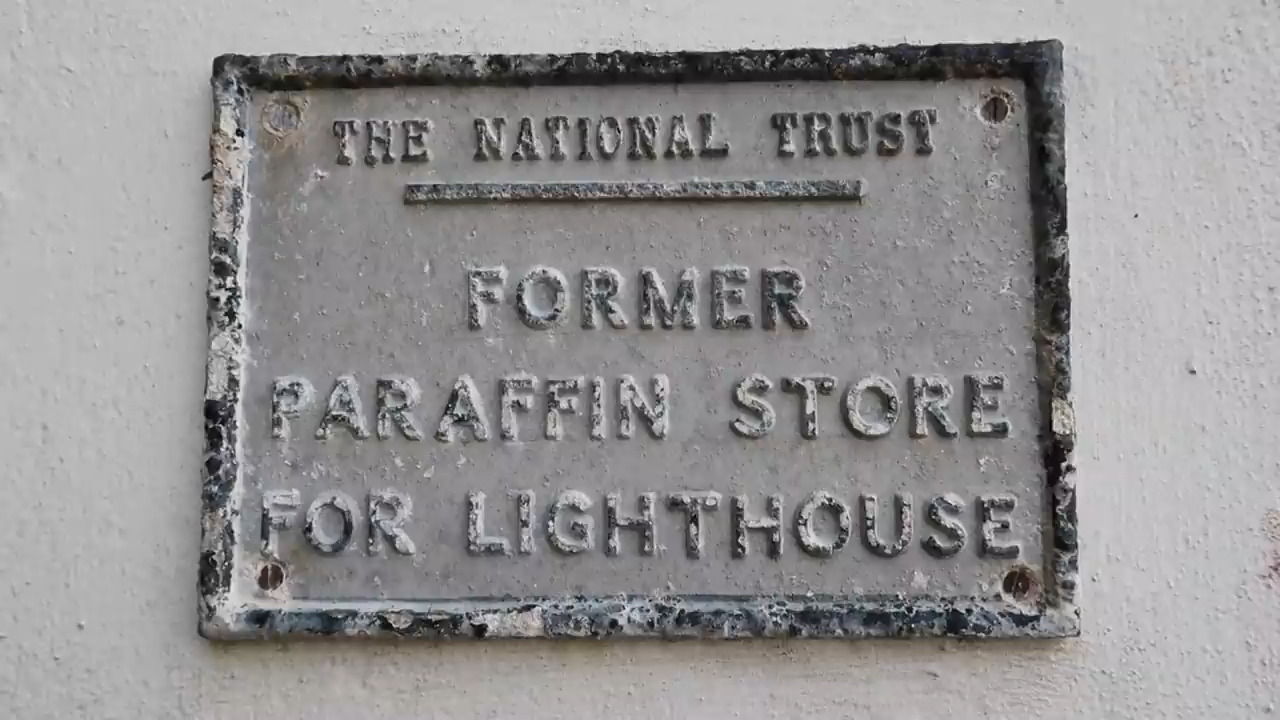 THE NATIONAL TRUST
FORMER
PARAFFIN STORE
FOR LIGHTHOUSE